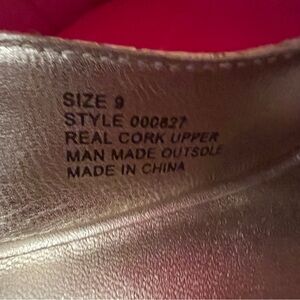 SIZE 9
STYLE 000827
REAL CORK UPPER
MAN MADE OUTSOLE
MADE IN CHINA